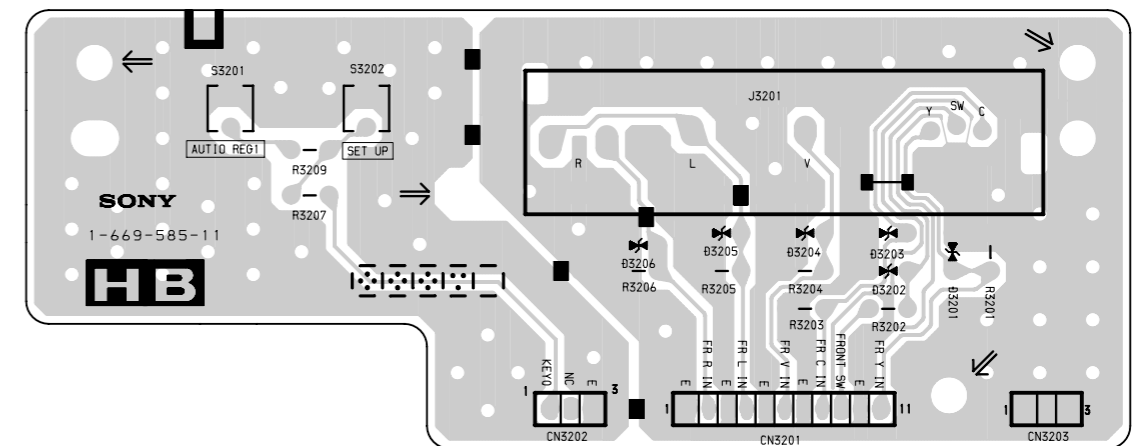 S3201
S3202
J3201
Y SW C
AUTIO REG1
SET UP
R L V
R3209
R3207
SONY
1-669-585-11
HB
D3206
D3205
D3204
D3203
R3206
R3205
R3204
D3202
R3203
R3202
D3201
R3201
KEYO
NC
E
E
FR R IN
E
FR L IN
E
FR V IN
E
FR C IN
FRONT SW
E
FR Y IN
1 3
1 11
1 3
CN3202
CN3201
CN3203